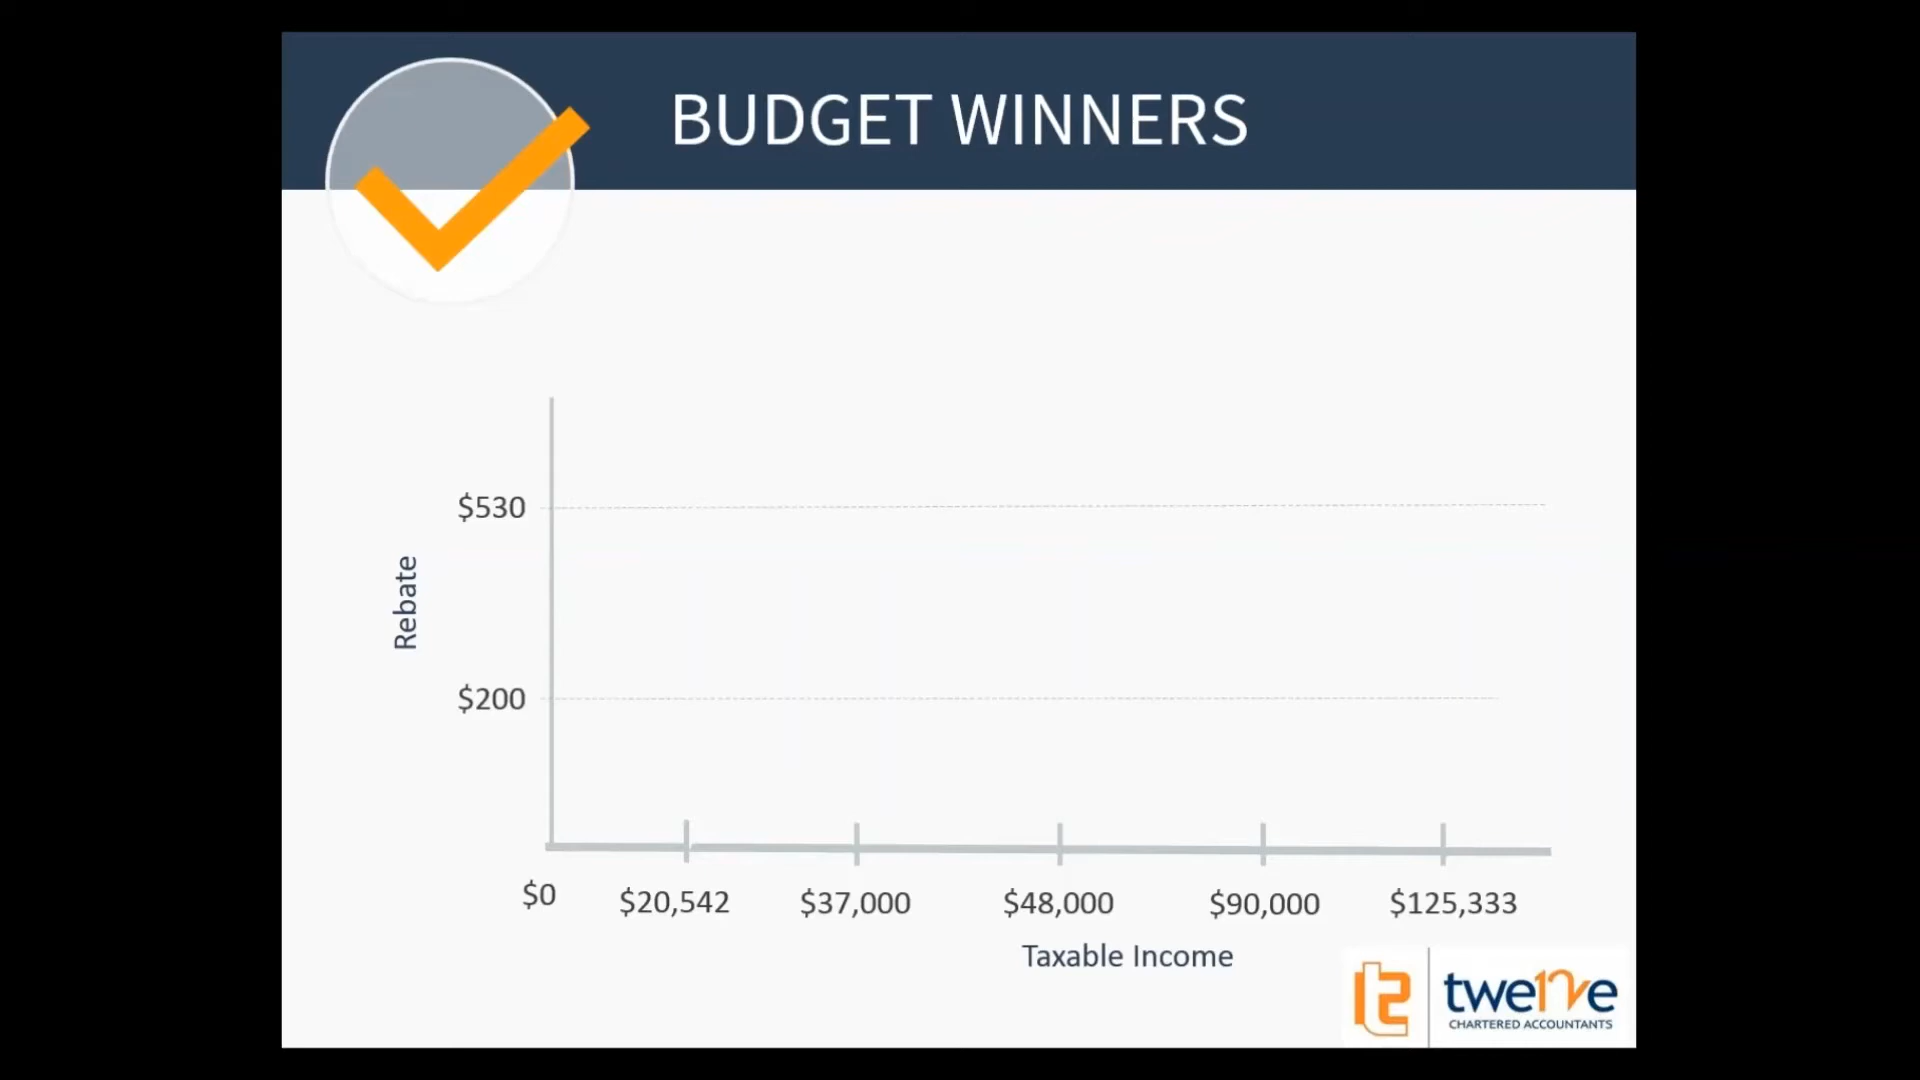 BUDGET WINNERS
$530
Rebate
$200
$0 $20,542 $37,000 $48,000 $90,000 $125,333
Taxable Income
twe12ve
CHARTERED ACCOUNTANTS